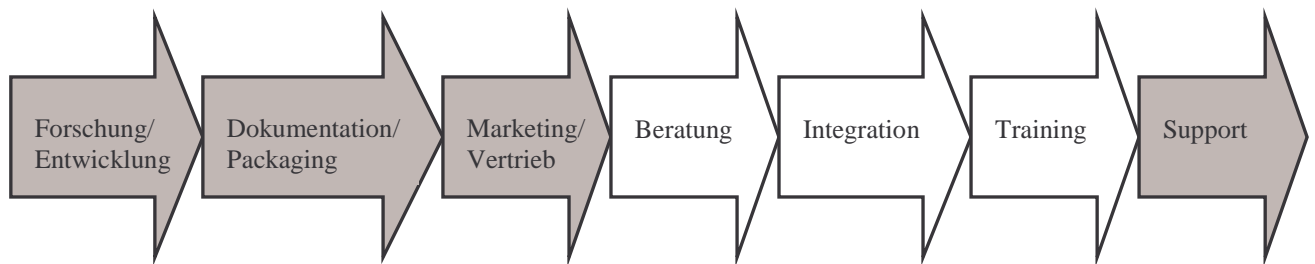 Forschung/
Entwicklung
Dokumentation/
Packaging
Marketing/
Vertrieb
Beratung
Integration
Training
Support